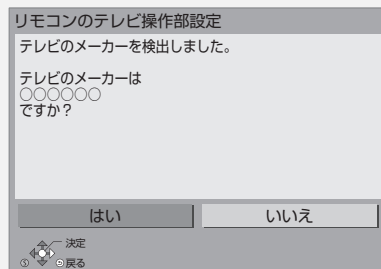 リモコンのテレビ操作部設定
テレビのメーカーを検出しました。
テレビのメーカーは
○○○○○○
ですか？
はい
いいえ
決定
戻る